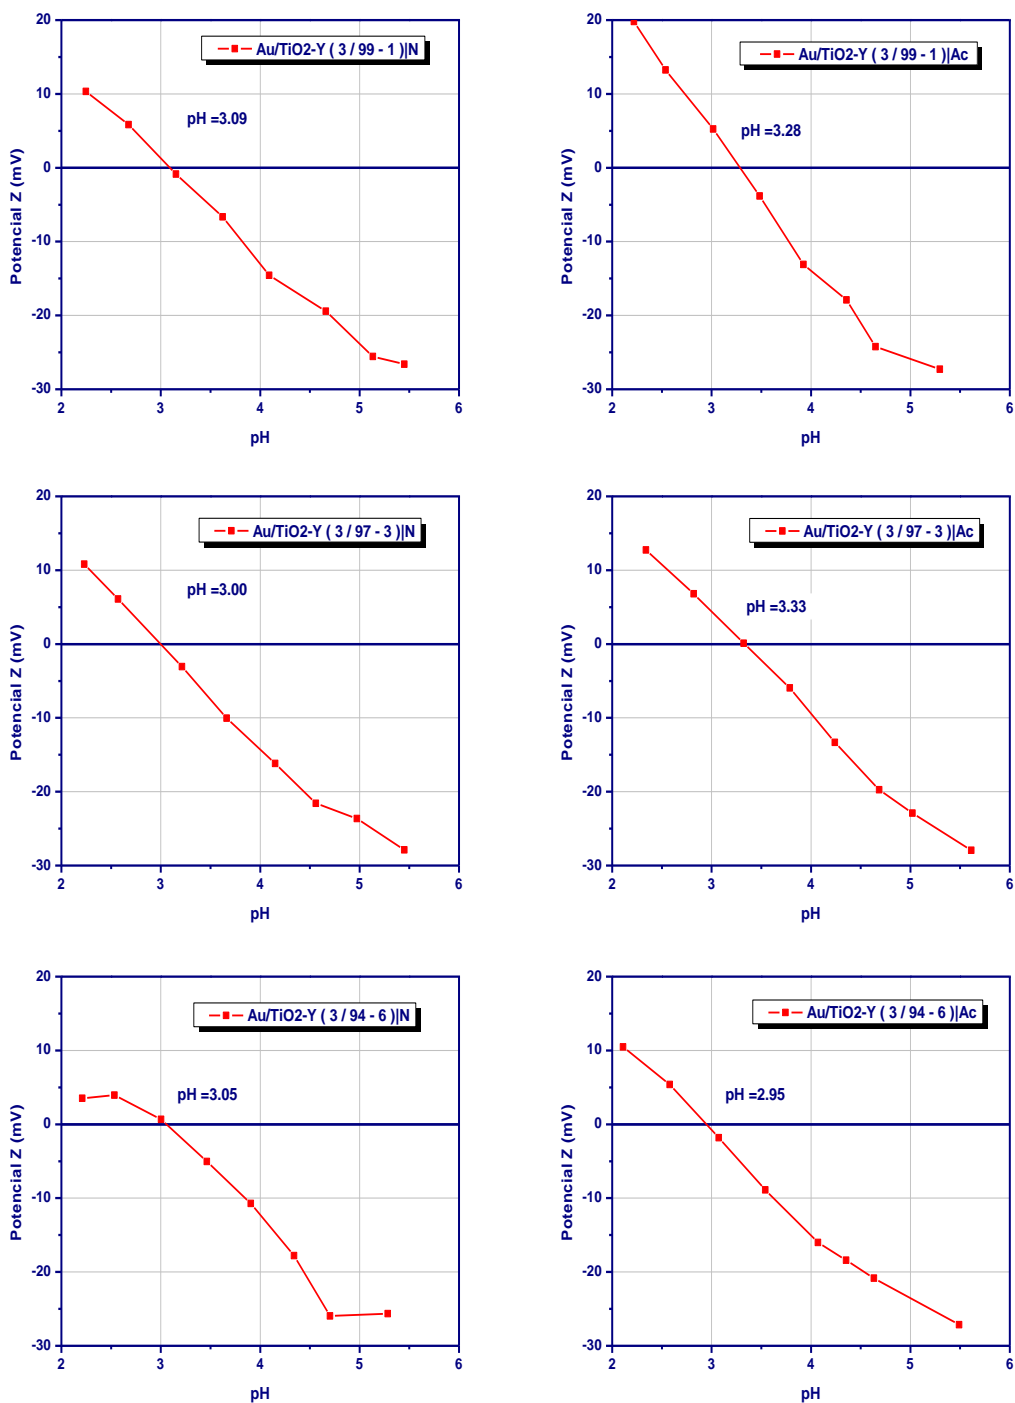 Au/TiO2-Y ( 3 / 99 - 1 )|N
pH =3.09
Potencial Z (mV)
20
10
0
-10
-20
-30
2 3 4 5 6
pH
Au/TiO2-Y ( 3 / 99 - 1 )|Ac
pH =3.28
Potencial Z (mV)
20
10
0
-10
-20
-30
2 3 4 5 6
pH
Au/TiO2-Y ( 3 / 97 - 3 )|N
pH =3.00
Potencial Z (mV)
20
10
0
-10
-20
-30
2 3 4 5 6
pH
Au/TiO2-Y ( 3 / 97 - 3 )|Ac
pH =3.33
Potencial Z (mV)
20
10
0
-10
-20
-30
2 3 4 5 6
pH
Au/TiO2-Y ( 3 / 94 - 6 )|N
pH =3.05
Potencial Z (mV)
20
10
0
-10
-20
-30
2 3 4 5 6
pH
Au/TiO2-Y ( 3 / 94 - 6 )|Ac
pH =2.95
Potencial Z (mV)
20
10
0
-10
-20
-30
2 3 4 5 6
pH